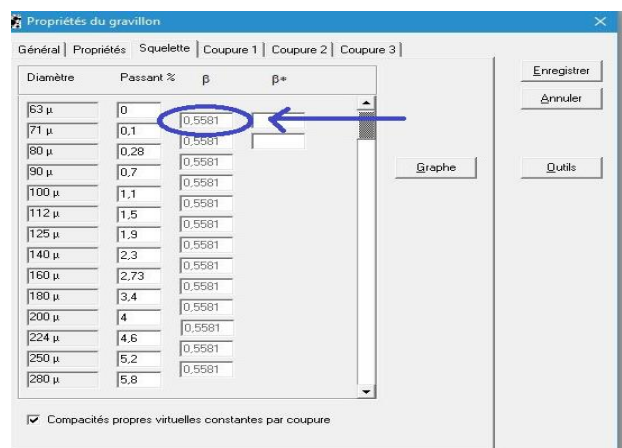 Propriétés du gravillon
Général Propriétés Squelette Coupure 1 Coupure 2 Coupure 3
Diamètre Passant % β β*
Enregistrer
Annuler
63 µ 0
0,5581
71 µ 0,1
0,5581
80 µ 0,28
0,5581
90 µ 0,7
0,5581
Graphe Outils
100 µ 1,1
0,5581
112 µ 1,5
0,5581
125 µ 1,9
0,5581
140 µ 2,3
0,5581
160 µ 2,73
0,5581
180 µ 3,4
0,5581
200 µ 4
0,5581
224 µ 4,6
0,5581
250 µ 5,2
0,5581
280 µ 5,8
Compacités propres virtuelles constantes par coupure